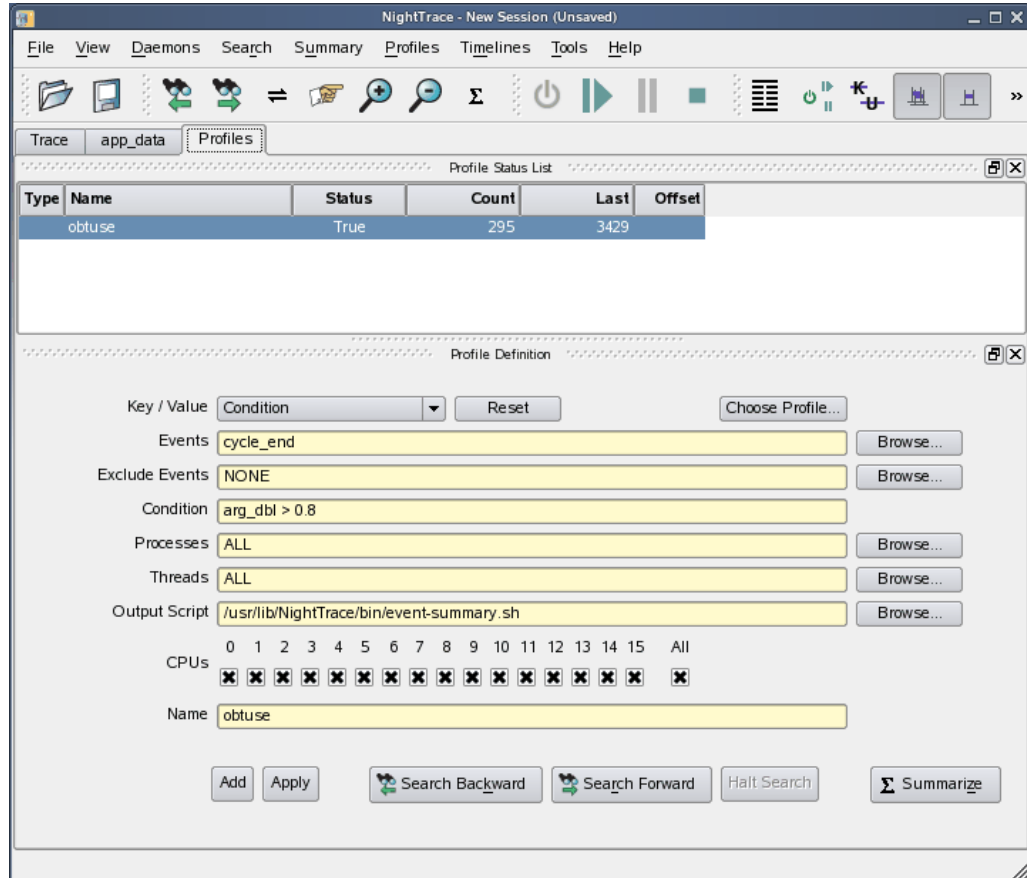 NightTrace - New Session (Unsaved)
File View Daemons Search Summary Profiles Timelines Tools Help
Σ K U »
Trace app_data Profiles
Profile Status List
Type Name Status Count Last Offset
obtuse True 295 3429
Profile Definition
Key / Value Condition Reset Choose Profile...
Events cycle_end Browse...
Exclude Events NONE Browse...
Condition arg_dbl > 0.8
Processes ALL Browse...
Threads ALL Browse...
Output Script /usr/lib/NightTrace/bin/event-summary.sh Browse...
0 1 2 3 4 5 6 7 8 9 10 11 12 13 14 15 All
CPUs
Name obtuse
Add Apply Search Backward Search Forward Halt Search Σ Summarize